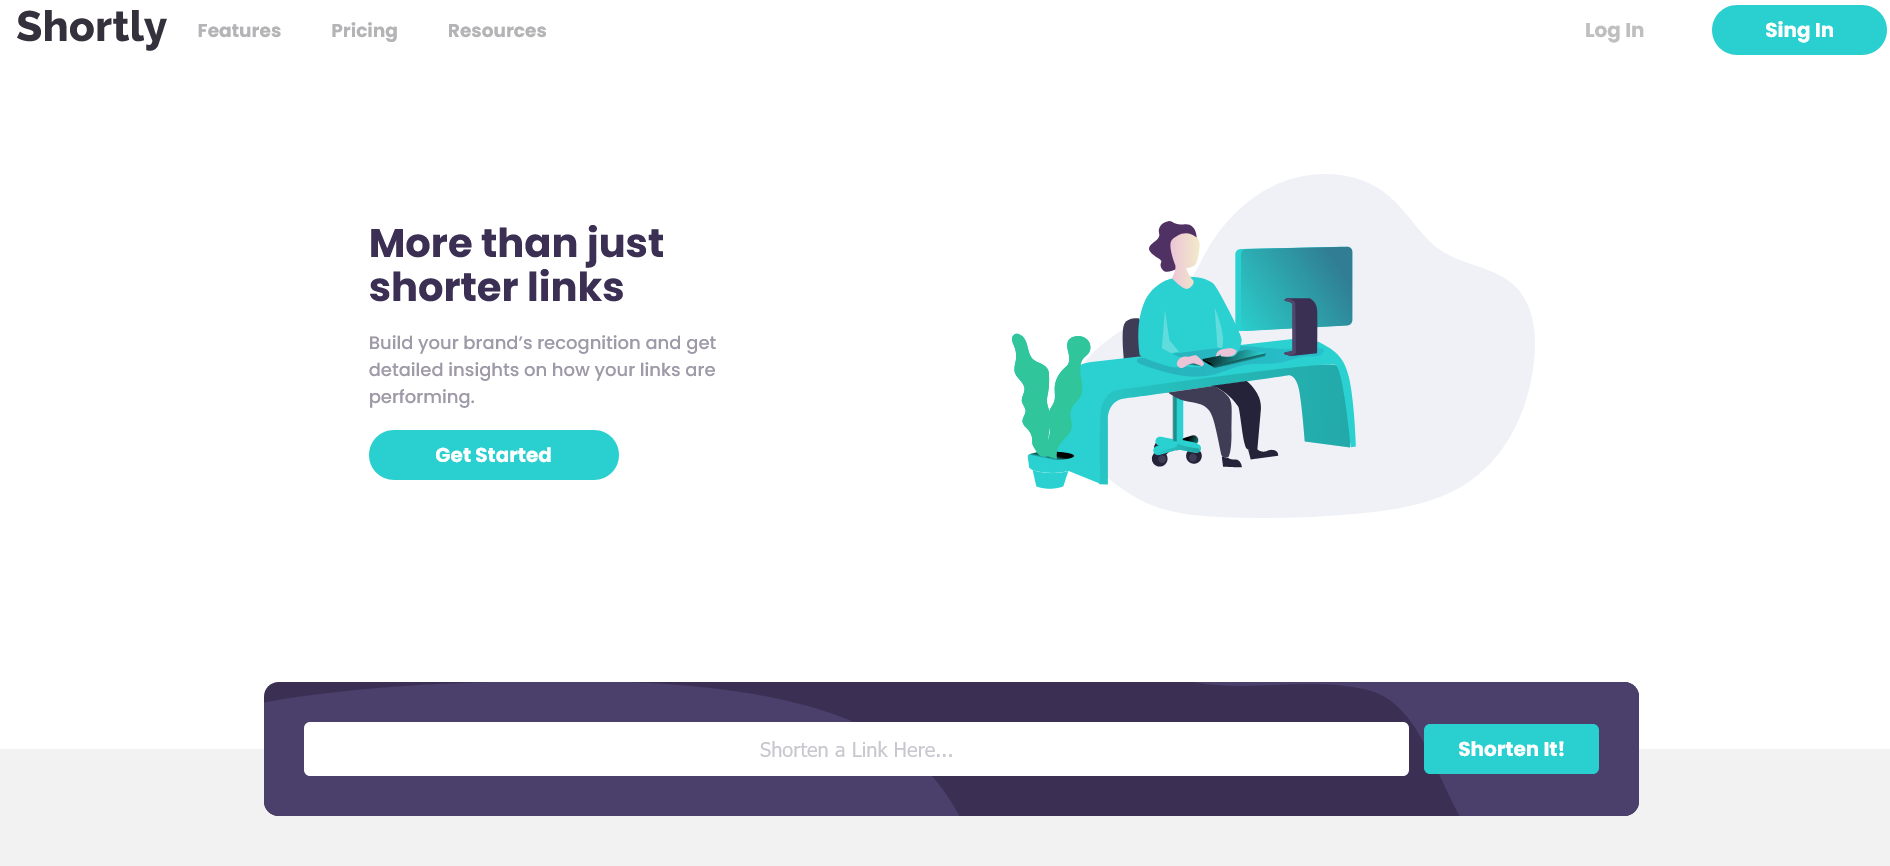 Shortly Features Pricing Resources Log In Sing In
More than just
shorter links
Build your brand’s recognition and get
detailed insights on how your links are
performing.
Get Started
Shorten a Link Here...
Shorten It!